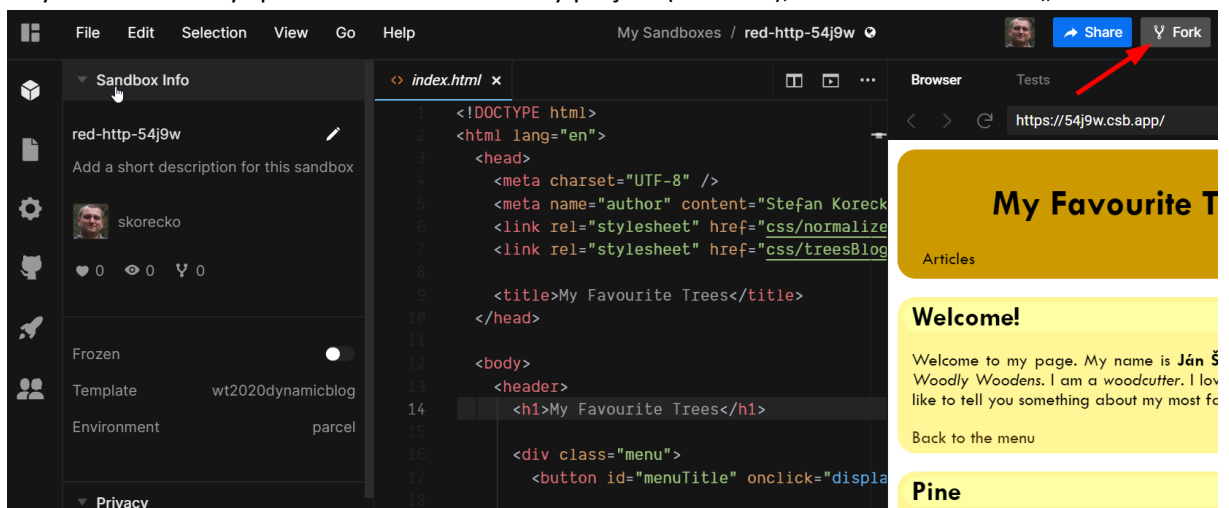 File Edit Selection View Go Help My Sandboxes / red-http-54j9w Share Fork
Sandbox Info
red-http-54j9w
Add a short description for this sandbox
skorecko
0 0 0
Frozen
Template wt2020dynamicblog
Environment parcel
Privacy
<> index.html ×
1 <!DOCTYPE html>
2 <html lang="en">
3 <head>
4 <meta charset="UTF-8" />
5 <meta name="author" content="Stefan Koreck
6 <link rel="stylesheet" href="css/normalize
7 <link rel="stylesheet" href="css/treesBlog
8
9 <title>My Favourite Trees</title>
10 </head>
11
12 <body>
13 <header>
14 <h1>My Favourite Trees</h1>
15
16 <div class="menu">
17 <button id="menuTitle" onclick="displa
18
Browser Tests
https://54j9w.csb.app/
My Favourite T
Articles
Welcome!
Welcome to my page. My name is Ján Š
Woodly Woodens. I am a woodcutter. I lov
like to tell you something about my most fa
Back to the menu
Pine